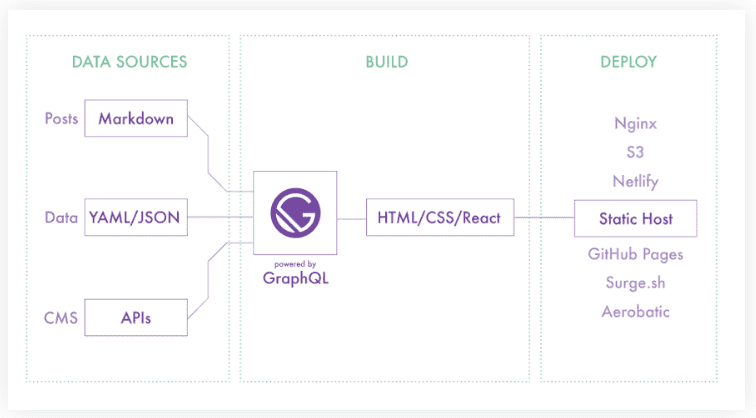 DATA SOURCES
BUILD
DEPLOY
Posts
Markdown
Data
YAML/JSON
CMS
APIs
powered by
GraphQL
HTML/CSS/React
Nginx
S3
Netlify
Static Host
GitHub Pages
Surge.sh
Aerobatic